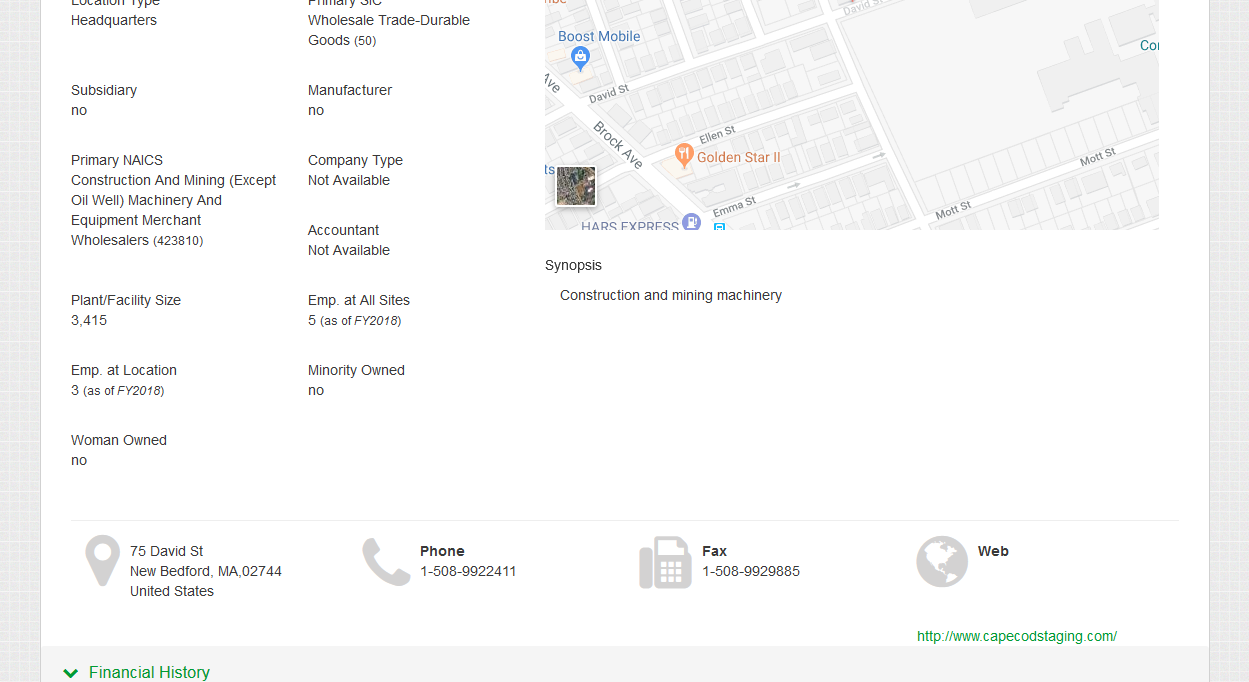 Location Type
Headquarters
Primary SIC
Wholesale Trade-Durable
Goods (50)
Subsidiary
no
Manufacturer
no
Primary NAICS
Construction And Mining (Except
Oil Well) Machinery And
Equipment Merchant
Wholesalers (423810)
Company Type
Not Available
Accountant
Not Available
Plant/Facility Size
3,415
Emp. at All Sites
5 (as of FY2018)
Emp. at Location
3 (as of FY2018)
Minority Owned
no
Woman Owned
no
Boost Mobile
David St
David St
Ave
Brock Ave
Ellen St
Golden Star II
Mott St
Emma St
Mott St
HARS EXPRESS
Synopsis
Construction and mining machinery
75 David St
New Bedford, MA,02744
United States
Phone
1-508-9922411
Fax
1-508-9929885
Web
http://www.capecodstaging.com/
Financial History